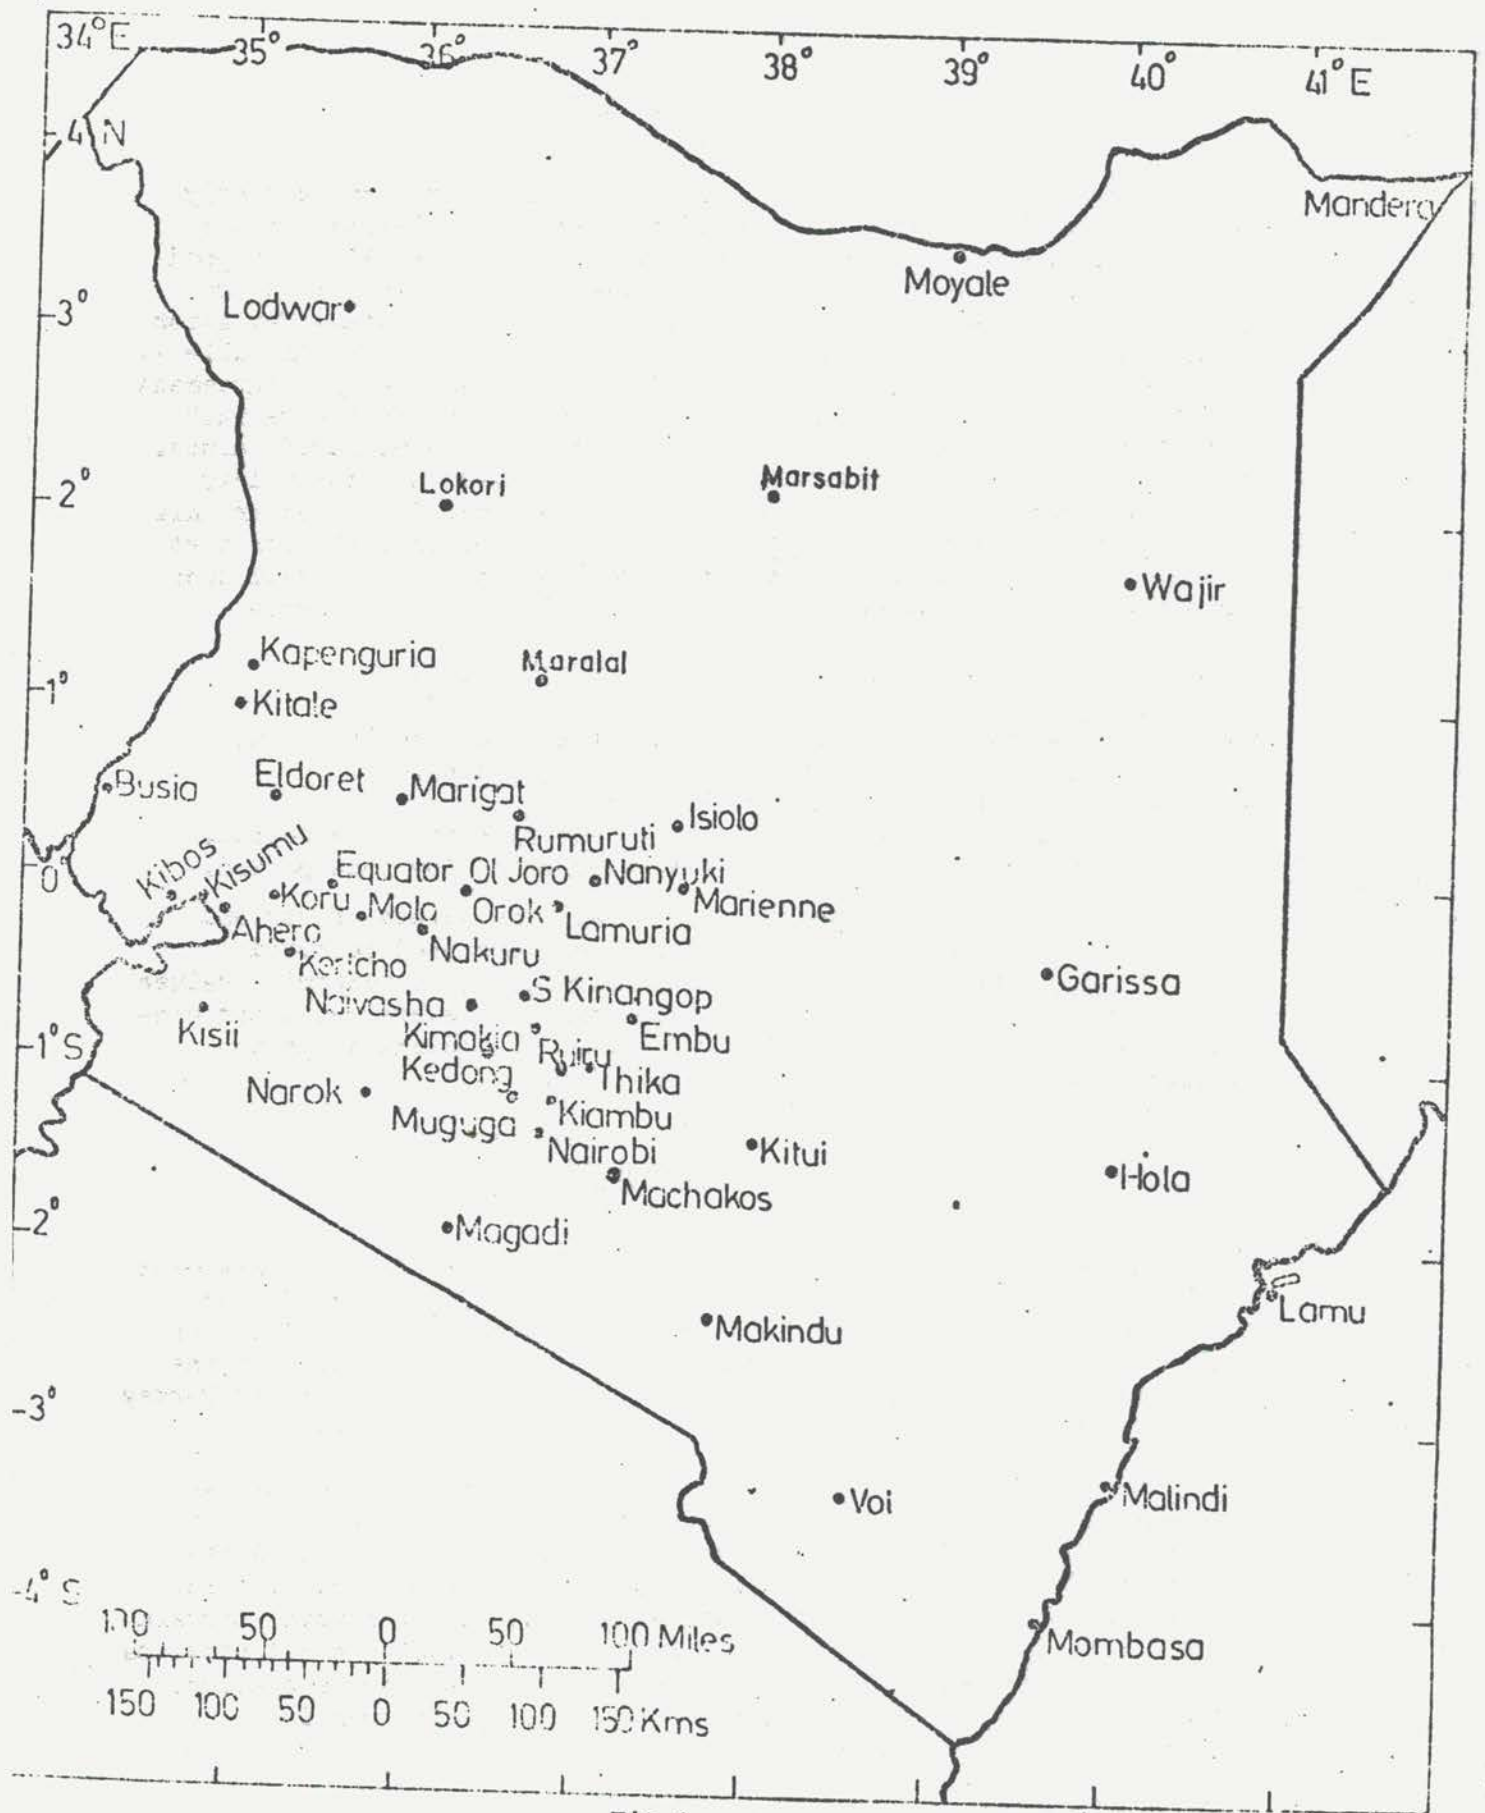 34°E
35°
36°
37°
38°
39°
40°
41°E
4°N
Mandera
Moyale
3°
Lodwar
2°
Lokori
Marsabit
Wajir
Kapenguria
Maralal
1°
Kitale
Busia
Eldoret
Marigat
Isiolo
Rumuruti
Kibos
Kisumu
0°
Equator
Ol Joro
Nanyuki
Koru
Molo
Orok
Marienne
Ahero
Lamuria
Kericho
Nakuru
Garissa
Naivasha
S Kinangop
Kisii
Kimakia
Embu
1°S
Ruiru
Kedong
Thika
Narok
Kiambu
Muguga
Nairobi
Kitui
Hola
Machakos
2°
Magadi
Lamu
Makindu
3°
Voi
Malindi
4°S
100 50 0 50 100 Miles
Mombasa
150 100 50 0 50 100 150 Kms